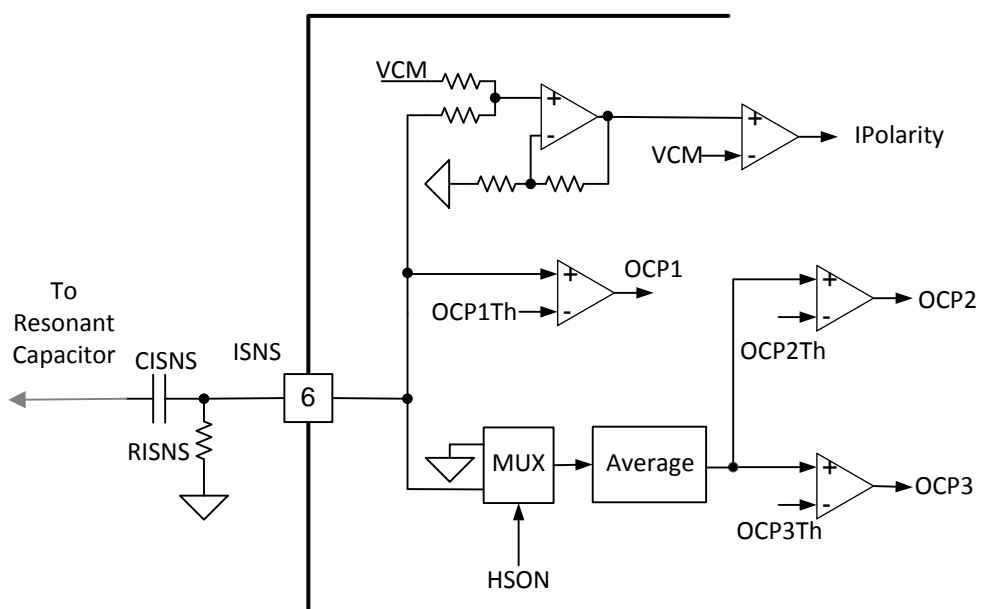 VCM
+
-
+
VCM
-
IPolarity
+
OCP1
OCP1Th
-
+
OCP2
-
OCP2Th
To
Resonant
Capacitor
CISNS
ISNS
6
RISNS
MUX
Average
+
-
OCP3
OCP3Th
HSON